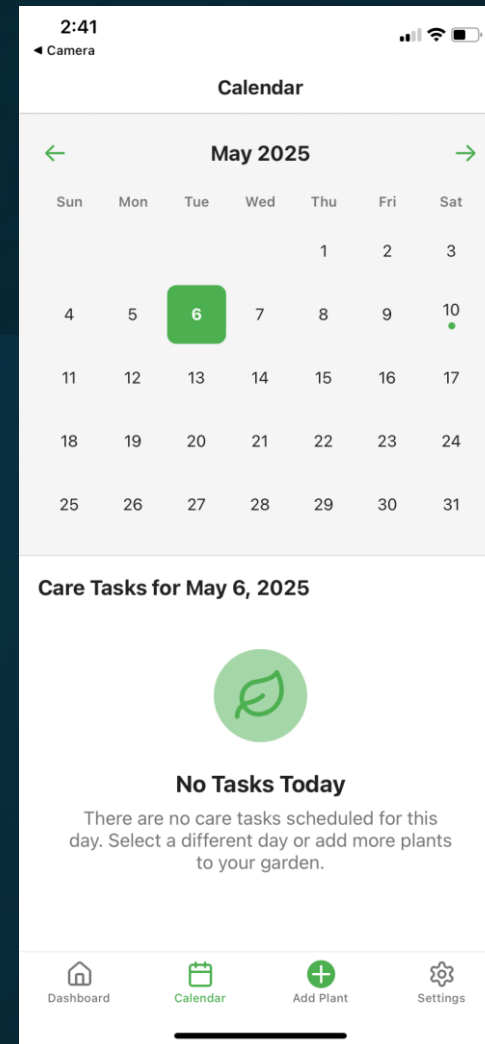 2:41
◀ Camera
Calendar
May 2025
Sun Mon Tue Wed Thu Fri Sat
1 2 3
4 5 6 7 8 9 10
11 12 13 14 15 16 17
18 19 20 21 22 23 24
25 26 27 28 29 30 31
Care Tasks for May 6, 2025
No Tasks Today
There are no care tasks scheduled for this
day. Select a different day or add more plants
to your garden.
Dashboard Calendar Add Plant Settings